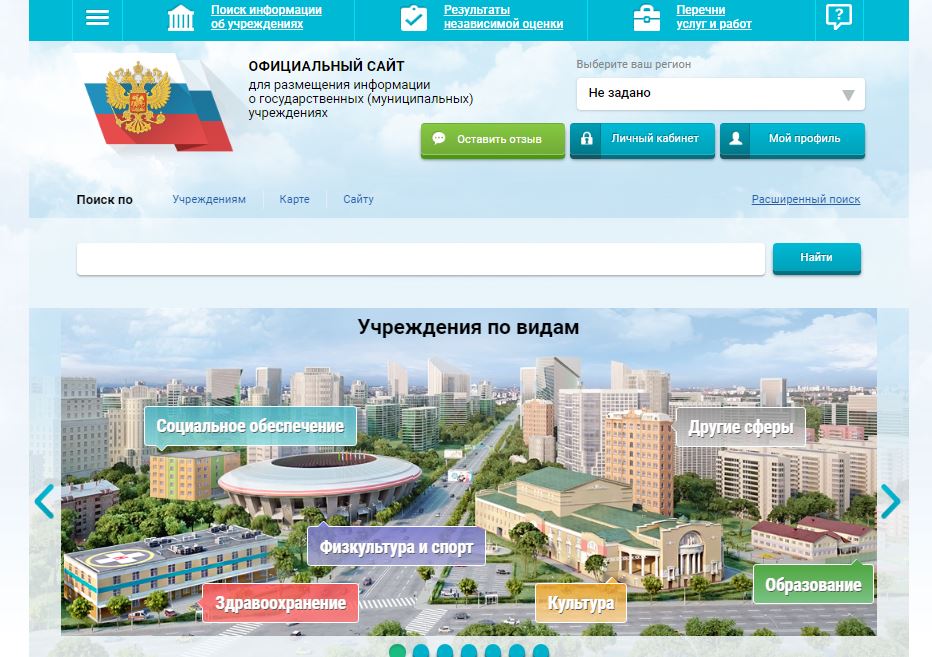 Поиск информации
об учреждениях
Результаты
независимой оценки
Перечни
услуг и работ
?
ОФИЦИАЛЬНЫЙ САЙТ
для размещения информации
о государственных (муниципальных)
учреждениях
Выберите ваш регион
Не задано
Оставить отзыв
Личный кабинет
Мой профиль
Поиск по
Учреждениям
Карте
Сайту
Расширенный поиск
Найти
Учреждения по видам
Социальное обеспечение
Другие сферы
Физкультура и спорт
Образование
Здравоохранение
Культура